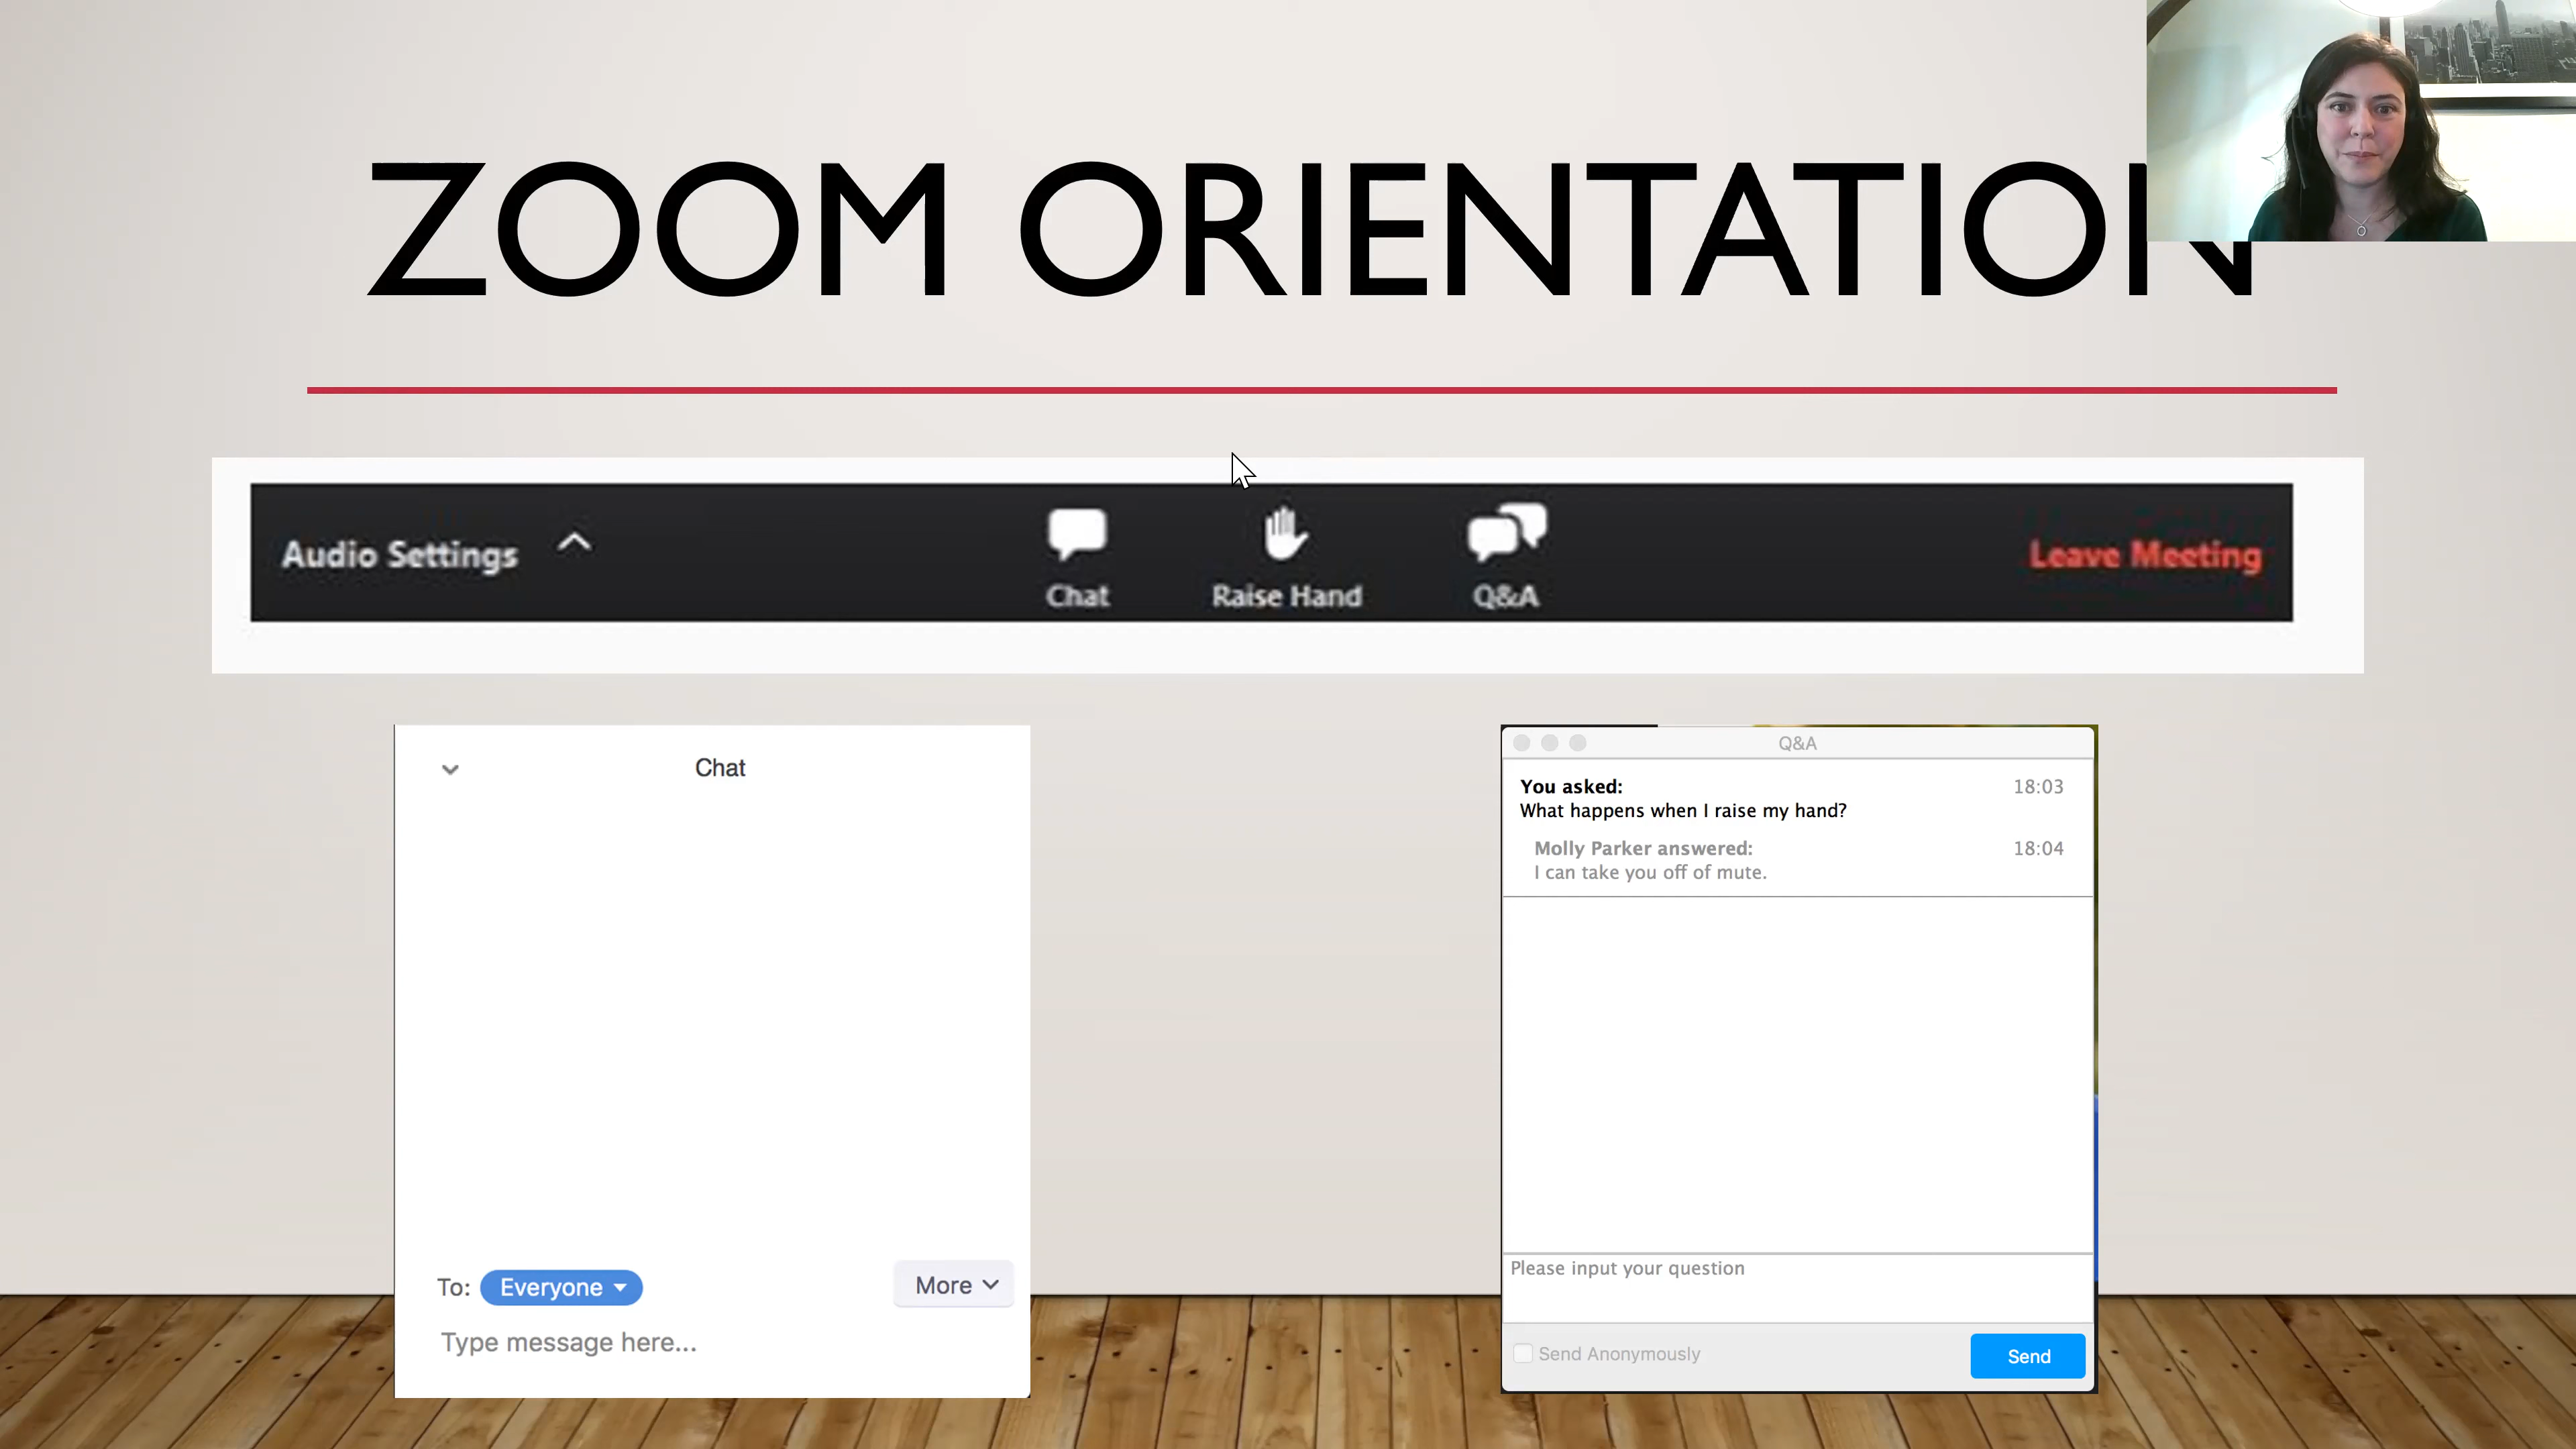 ZOOM ORIENTATION
Audio Settings
Chat
Raise Hand
Q&A
Leave Meeting
Chat
To: Everyone
More
Type message here...
Q&A
You asked: 18:03
What happens when I raise my hand?
Molly Parker answered: 18:04
I can take you off of mute.
Please input your question
Send Anonymously
Send